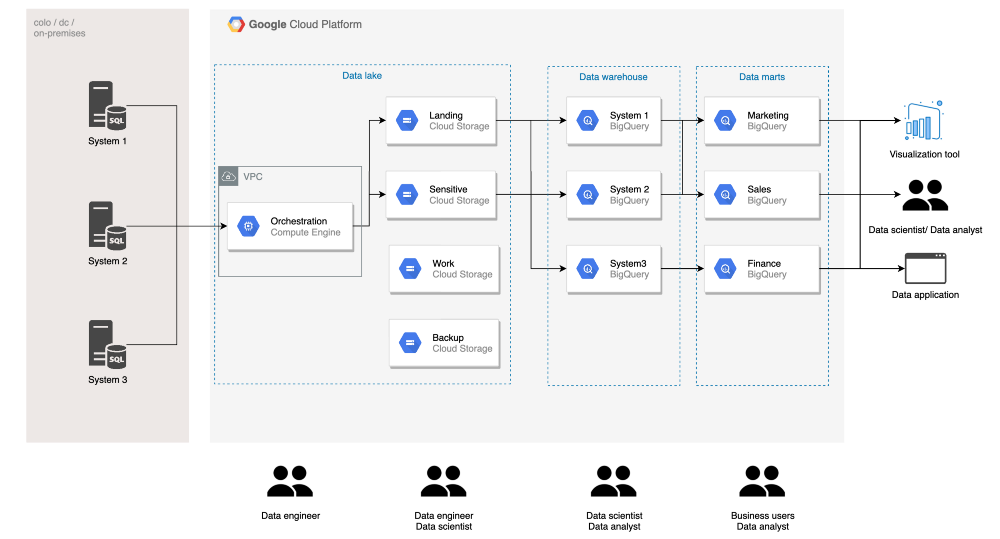 colo / dc /
on-premises
Google Cloud Platform
Data lake
Data warehouse
Data marts
SQL
System 1
SQL
System 2
SQL
System 3
VPC
Orchestration
Compute Engine
Landing
Cloud Storage
Sensitive
Cloud Storage
Work
Cloud Storage
Backup
Cloud Storage
System 1
BigQuery
System 2
BigQuery
System3
BigQuery
Marketing
BigQuery
Sales
BigQuery
Finance
BigQuery
Visualization tool
Data scientist/ Data analyst
Data application
Data engineer
Data engineer
Data scientist
Data scientist
Data analyst
Business users
Data analyst